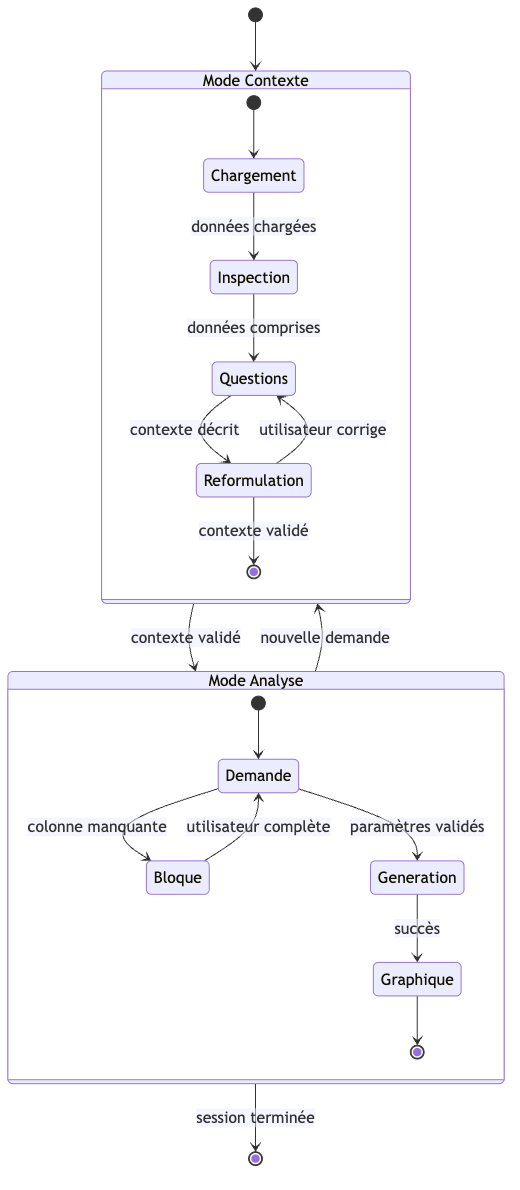 Mode Contexte
Chargement
données chargées
Inspection
données comprises
Questions
contexte décrit
utilisateur corrige
Reformulation
contexte validé
contexte validé
nouvelle demande
Mode Analyse
Demande
colonne manquante
utilisateur complète
paramètres validés
Bloque
Generation
succès
Graphique
session terminée